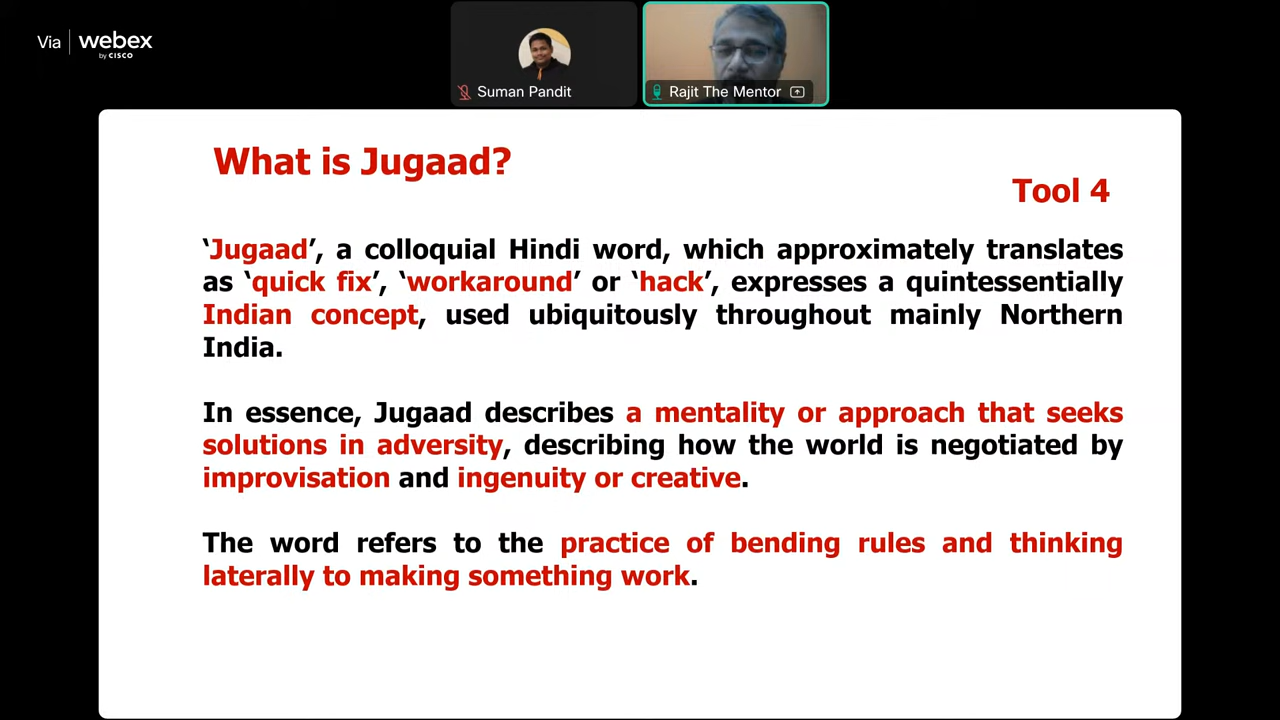 Via webex
by CISCO
Suman Pandit
Rajit The Mentor
What is Jugaad?
Tool 4
‘Jugaad’, a colloquial Hindi word, which approximately translates
as ‘quick fix’, ‘workaround’ or ‘hack’, expresses a quintessentially
Indian concept, used ubiquitously throughout mainly Northern
India.
In essence, Jugaad describes a mentality or approach that seeks
solutions in adversity, describing how the world is negotiated by
improvisation and ingenuity or creative.
The word refers to the practice of bending rules and thinking
laterally to making something work.